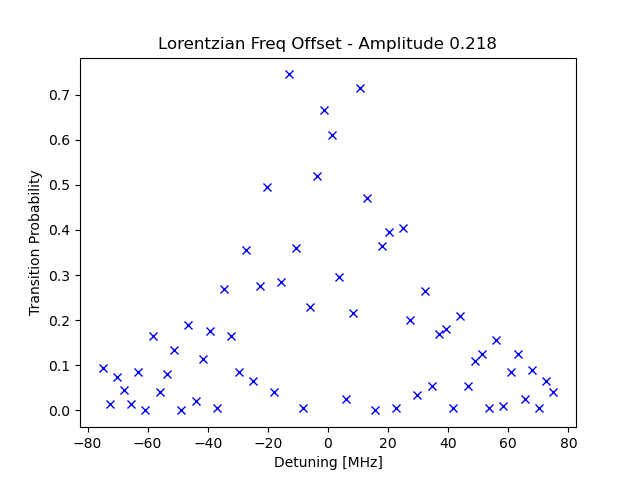 Lorentzian Freq Offset - Amplitude 0.218
Transition Probability
0.7
0.6
0.5
0.4
0.3
0.2
0.1
0.0
−80 −60 −40 −20 0 20 40 60 80
Detuning [MHz]